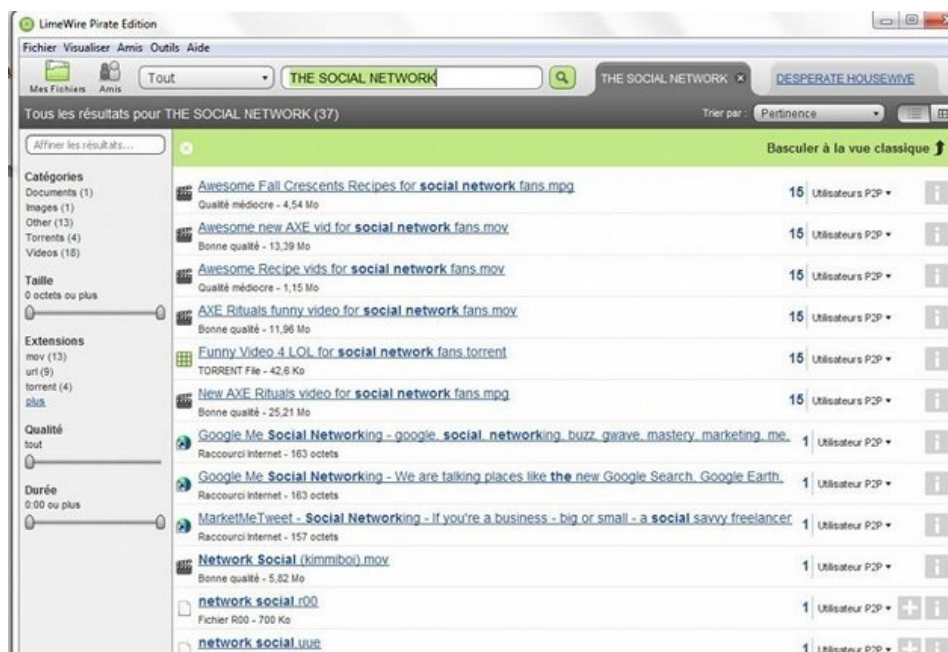 LimeWire Pirate Edition
Fichier Visualiser Amis Outils Aide
Mes Fichiers Amis Tout THE SOCIAL NETWORK THE SOCIAL NETWORK DESPERATE HOUSEWIVE
Tous les résultats pour THE SOCIAL NETWORK (37) Trier par : Pertinence
Affiner les résultats...
Basculer à la vue classique
Catégories
Documents (1)
Images (1)
Other (13)
Torrents (4)
Videos (18)
Taille
0 octets ou plus
Extensions
mov (13)
url (9)
torrent (4)
plus
Qualité
tout
Durée
0:00 ou plus
Awesome Fall Crescents Recipes for social network fans.mpg 15 Utilisateurs P2P
Qualité médiocre - 4,54 Mo
Awesome new AXE vid for social network fans.mov 15 Utilisateurs P2P
Bonne qualité - 13,39 Mo
Awesome Recipe vids for social network fans.mov 15 Utilisateurs P2P
Qualité médiocre - 1,15 Mo
AXE Rituals funny video for social network fans.mov 15 Utilisateurs P2P
Bonne qualité - 11,96 Mo
Funny Video 4 LOL for social network fans.torrent 15 Utilisateurs P2P
TORRENT File - 42,6 Ko
New AXE Rituals video for social network fans.mpg 15 Utilisateurs P2P
Bonne qualité - 25,21 Mo
Google Me Social Networking - google, social, networking, buzz, gwave, mastery, marketing, me, 1 Utilisateur P2P
Raccourci Internet - 163 octets
Google Me Social Networking - We are talking places like the new Google Search, Google Earth, 1 Utilisateur P2P
Raccourci Internet - 163 octets
MarketMeTweet - Social Networking - If you're a business - big or small - a social savvy freelancer 1 Utilisateur P2P
Raccourci Internet - 157 octets
Network Social (kimmiboi).mov 1 Utilisateur P2P
Bonne qualité - 5,82 Mo
network social.r00 1 Utilisateur P2P
Fichier R00 - 700 Ko
network social.uue 1 Utilisateur P2P